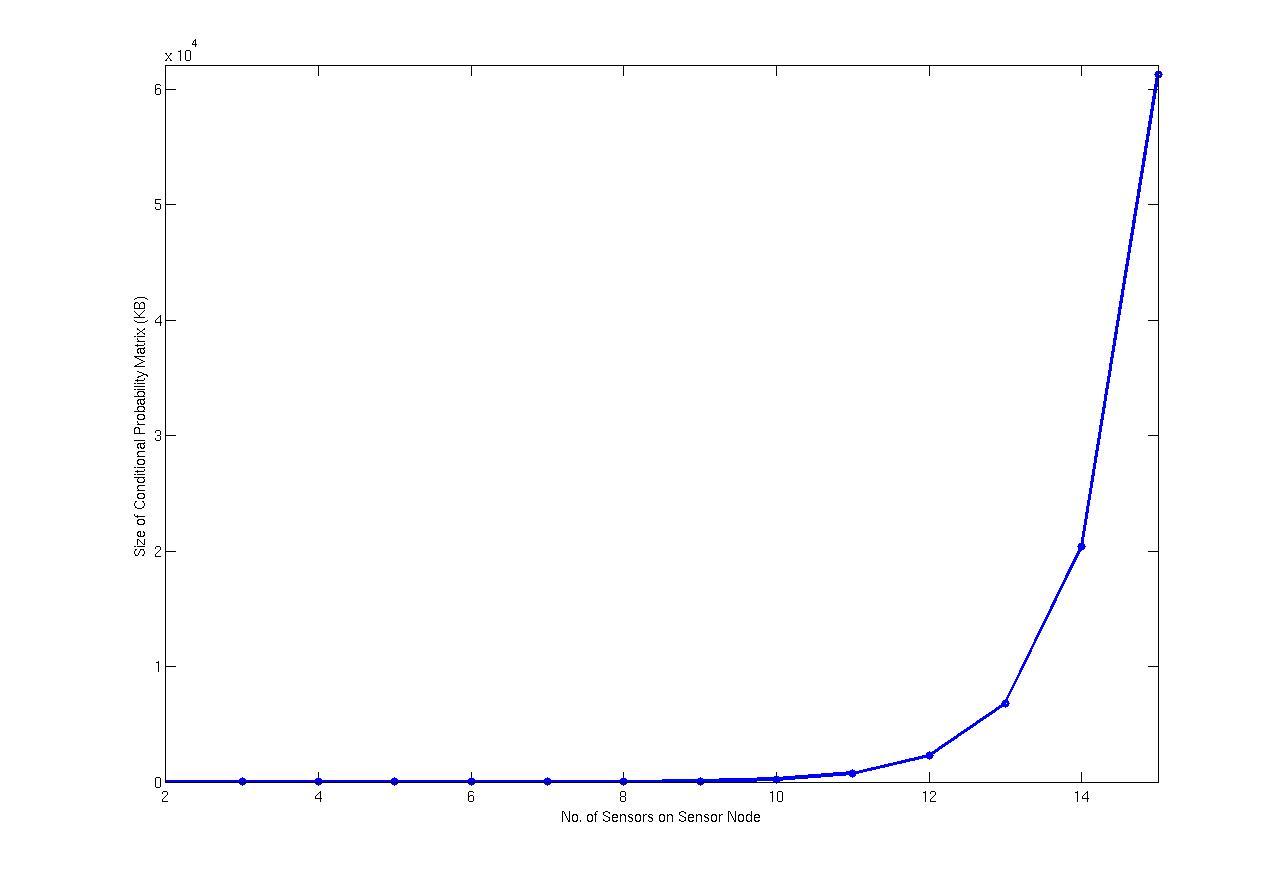 x 10^4
6
5
4
3
2
1
0
Size of Conditional Probability Matrix (KB)
2 4 6 8 10 12 14
No. of Sensors on Sensor Node